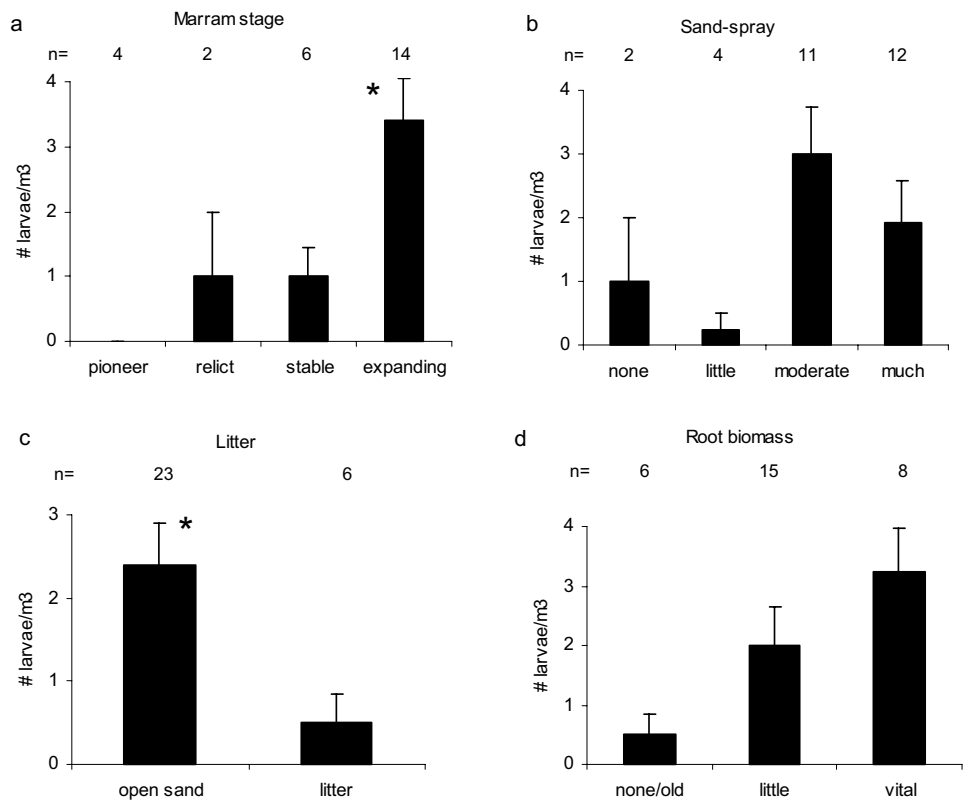 a
Marram stage
n= 4 2 6 14
4
3
2
1
0
# larvae/m3
*
pioneer relict stable expanding
b
Sand-spray
n= 2 4 11 12
4
3
2
1
0
# larvae/m3
none little moderate much
c
Litter
n= 23 6
3
2
1
0
# larvae/m3
*
open sand litter
d
Root biomass
n= 6 15 8
4
3
2
1
0
# larvae/m3
none/old little vital